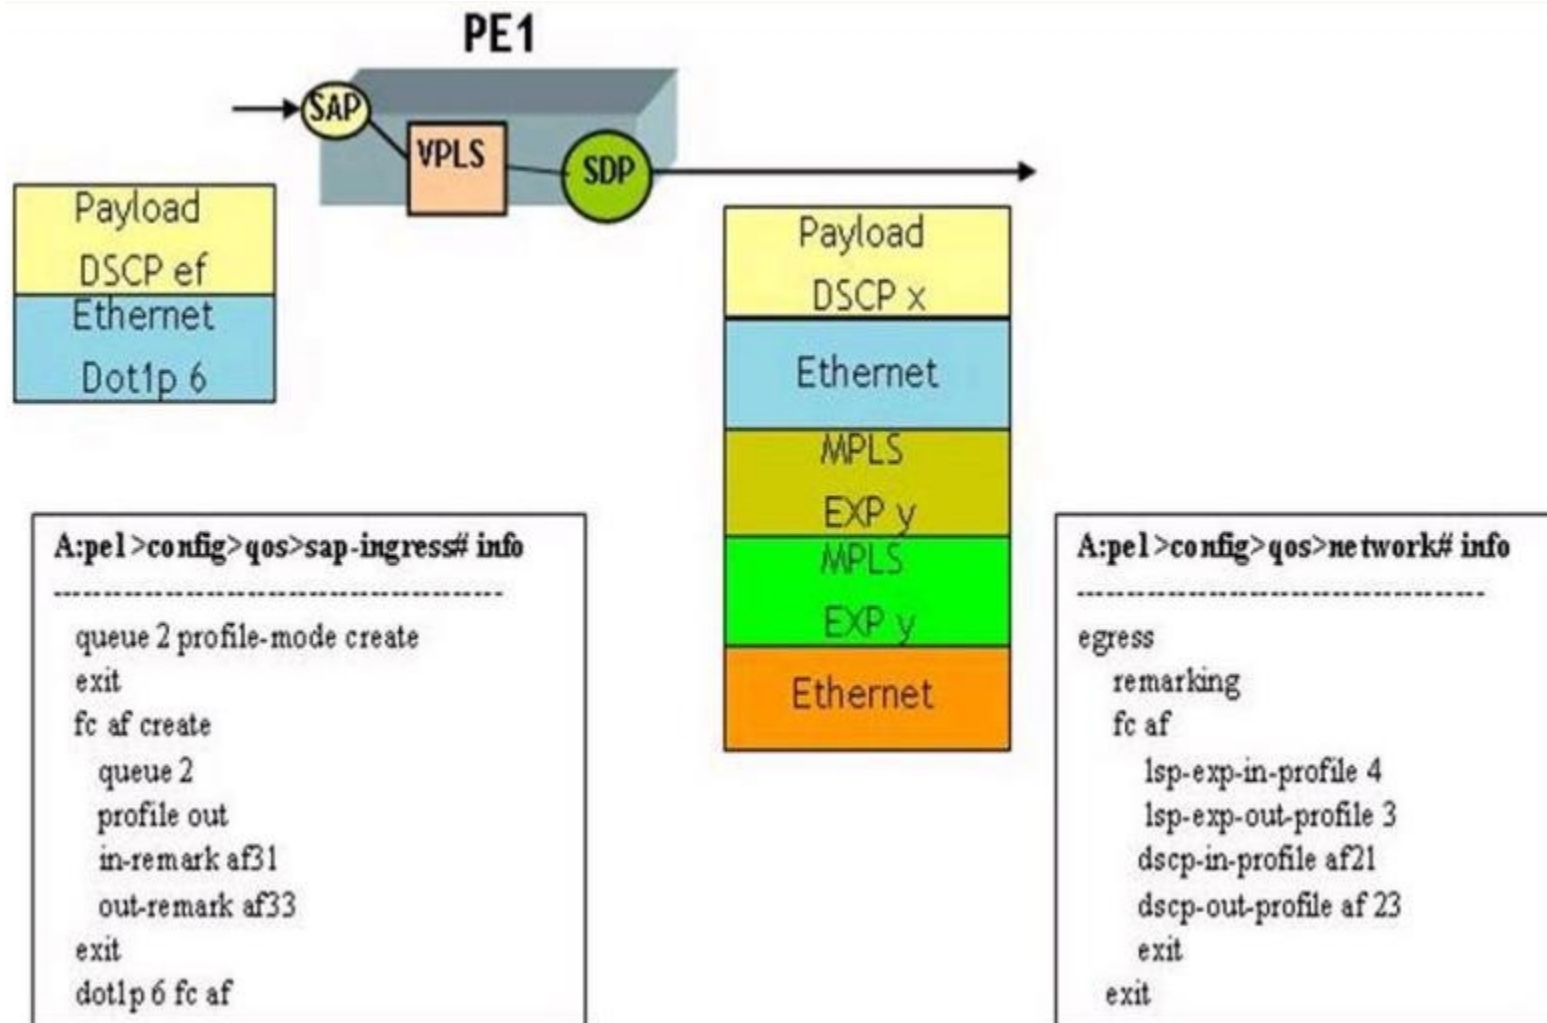 PE1
SAP
VPLS
SDP
Payload
DSCP ef
Ethernet
Dot1p 6
Payload
DSCP x
Ethernet
MPLS
EXP y
MPLS
EXP y
Ethernet
A:pe1>config>qos>sap-ingress# info
--------------------------------------------
queue 2 profile-mode create
exit
fc af create
queue 2
profile out
in-remark af31
out-remark af33
exit
dot1p 6 fc af
A:pe1>config>qos>network# info
----------------------------------------
egress
remarking
fc af
lsp-exp-in-profile 4
lsp-exp-out-profile 3
dscp-in-profile af21
dscp-out-profile af 23
exit
exit